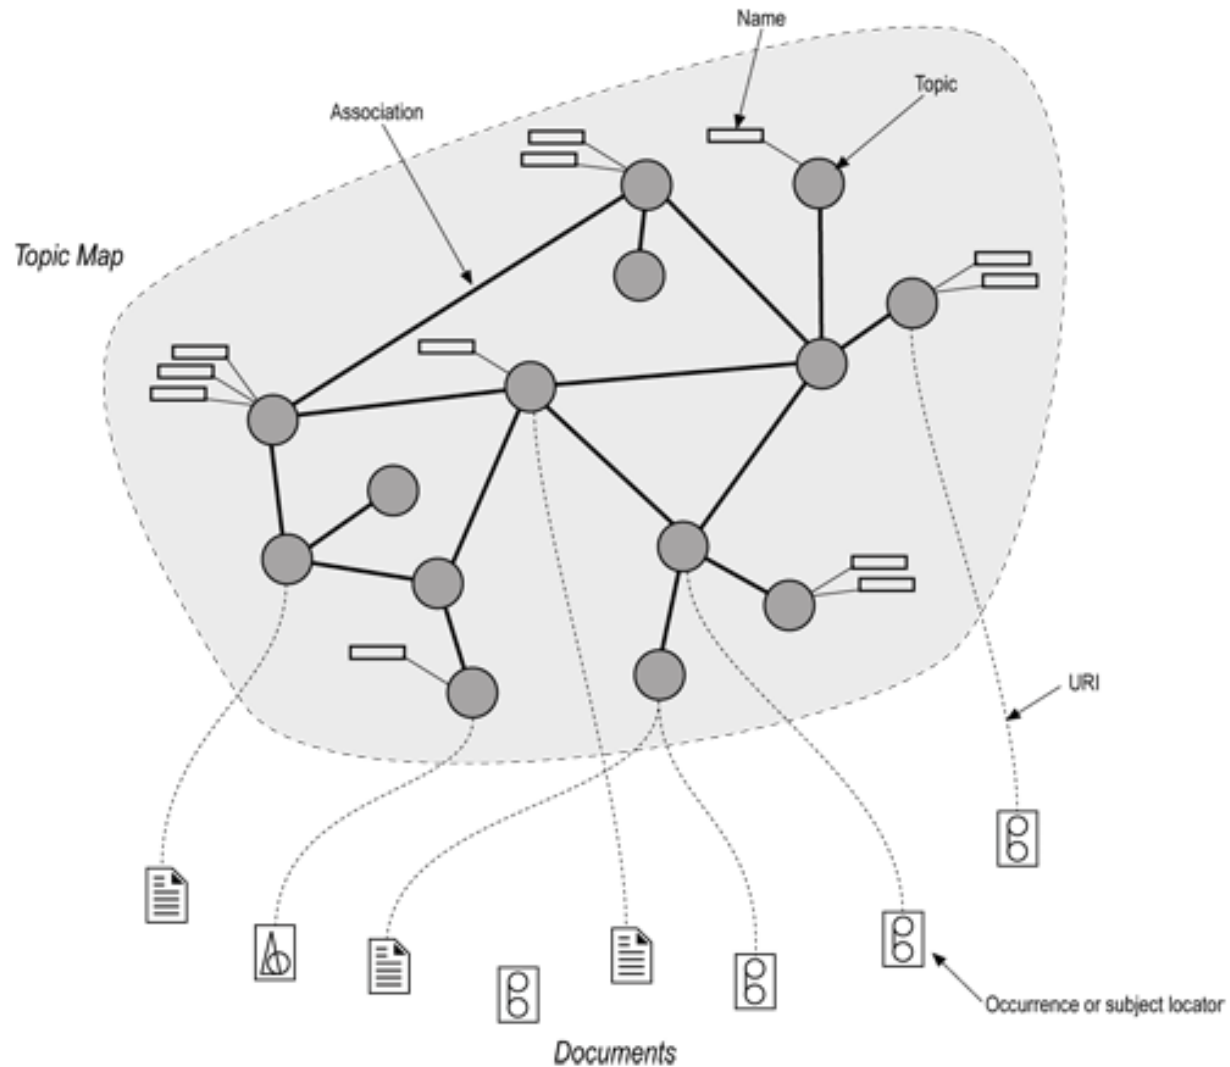 Name
Topic
Association
Topic Map
URI
Occurrence or subject locator
Documents